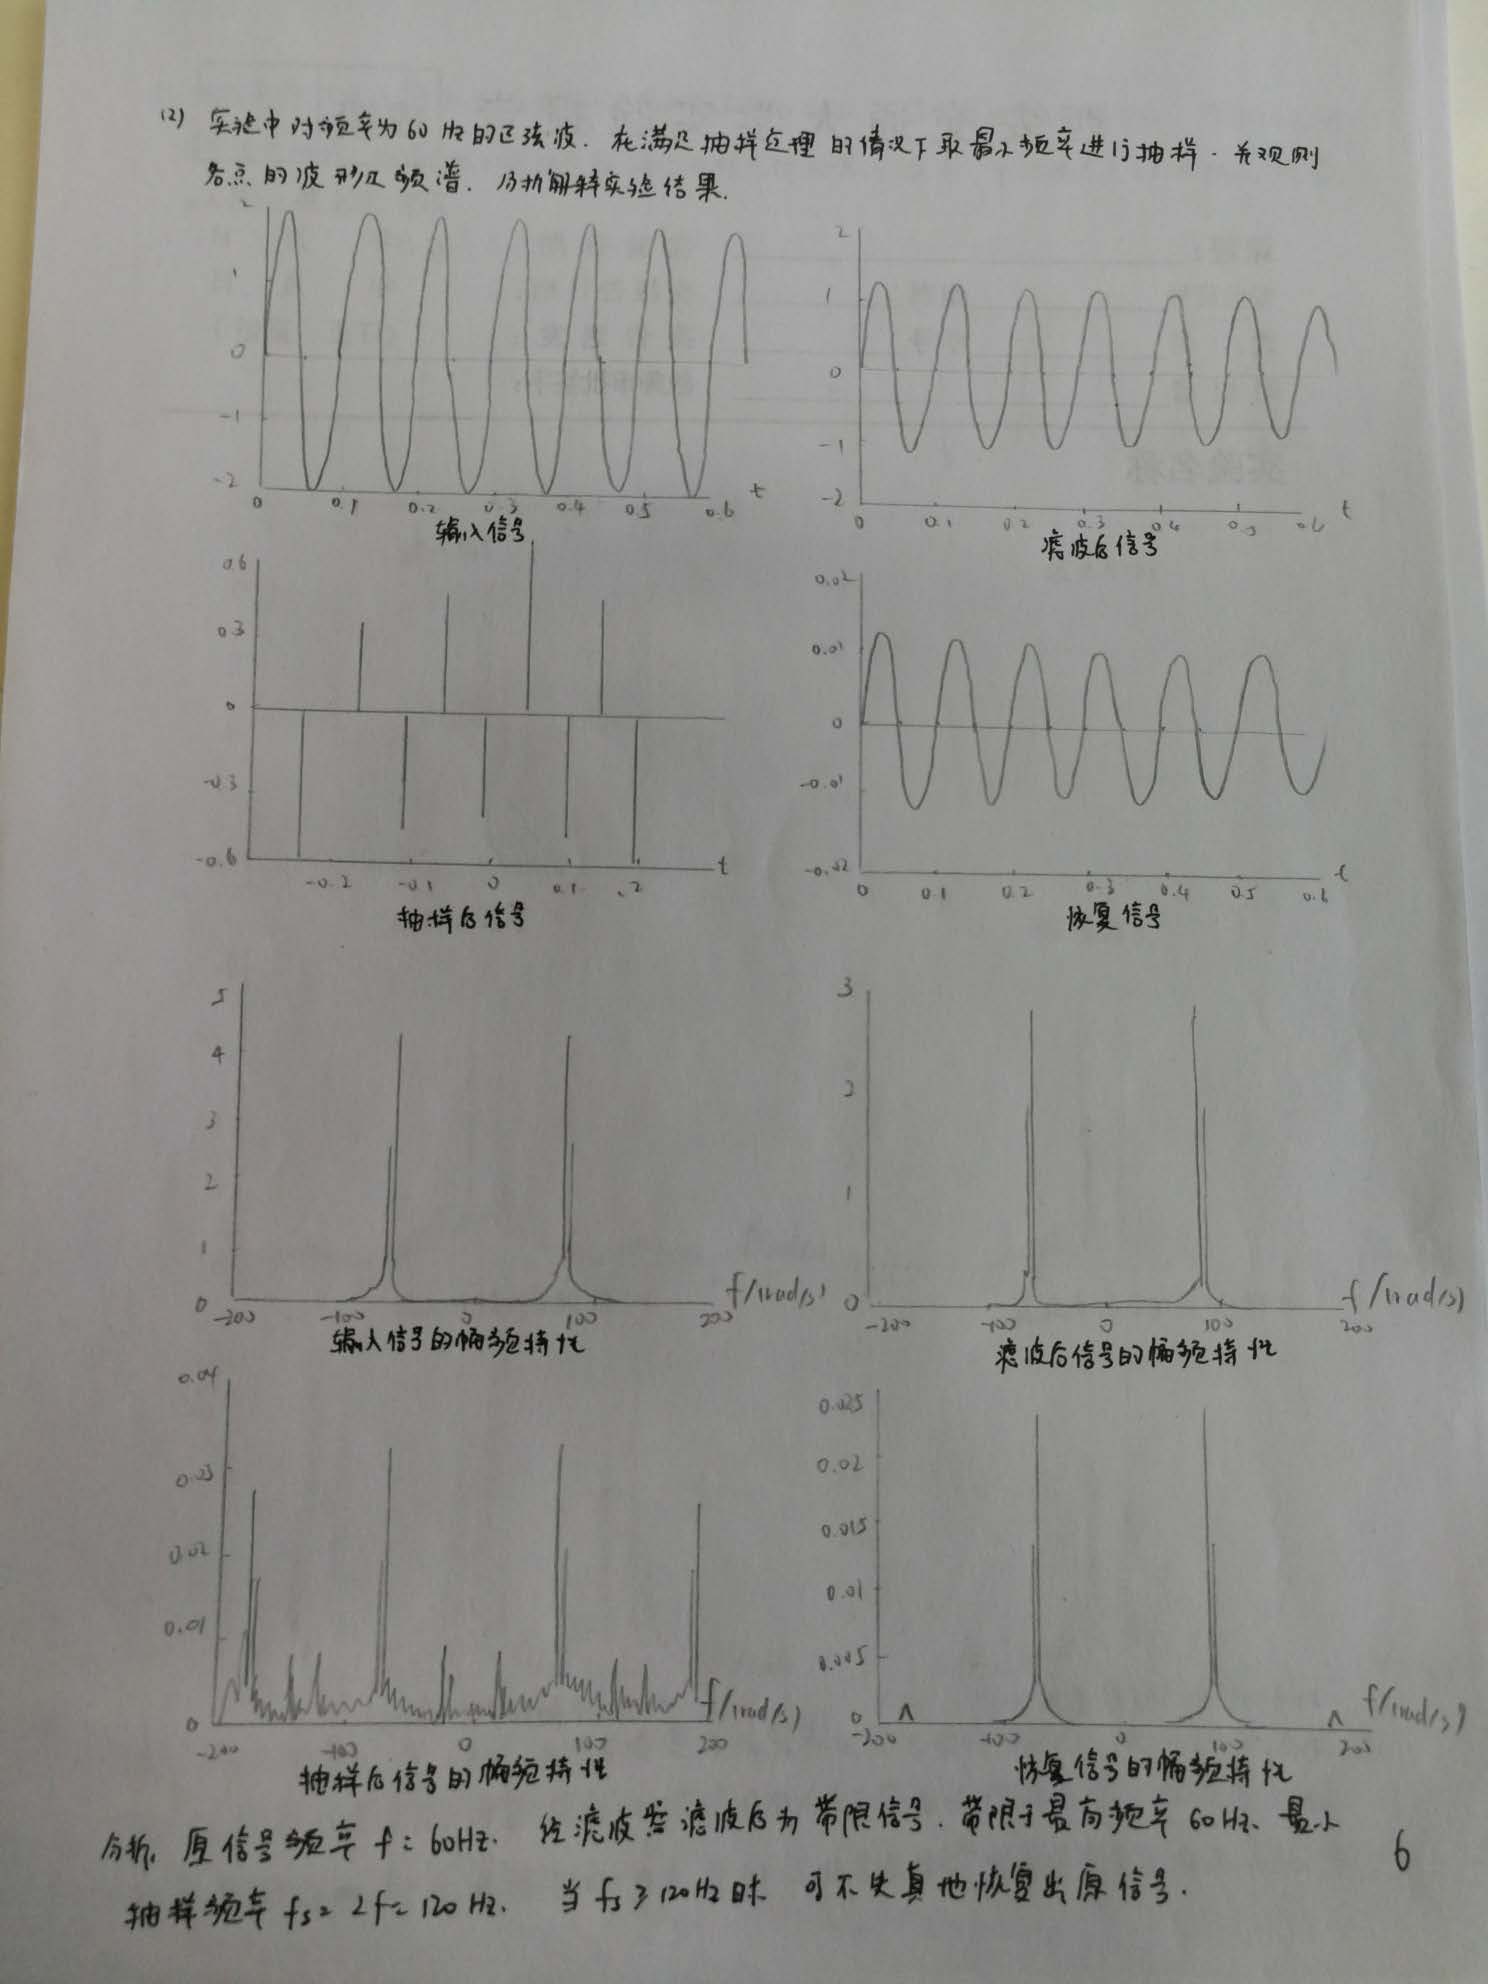 (2) 实验中对频率为60Hz的正弦波，在满足抽样定理的情况下取最小频率进行抽样，并观测
各点的波形及频谱，分析解释实验结果.
2
1
0
-1
-2
0 0.1 0.2 0.3 0.4 0.5 0.6 t
输入信号
2
1
0
-1
-2
0 0.1 0.2 0.3 0.4 0.5 0.6 t
滤波后信号
0.6
0.3
0
-0.3
-0.6
-0.2 -0.1 0 0.1 .2 t
抽样后信号
0.02
0.01
0
-0.01
-0.02
0 0.1 0.2 0.3 0.4 0.5 0.6 t
恢复信号
5
4
3
2
1
0
-200 -100 0 100 200 f/(rad/s)
输入信号的幅频特性
3
2
1
0
-200 -100 0 100 200 f/(rad/s)
滤波后信号的幅频特性
0.04
0.03
0.02
0.01
0
-200 -100 0 100 200 f/(rad/s)
抽样后信号的幅频特性
0.025
0.02
0.015
0.01
0.005
0
-200 -100 0 100 200 f/(rad/s)
恢复信号的幅频特性
分析. 原信号频率 f=60Hz. 经滤波器滤波后为带限信号，带限于最高频率60Hz、最小
抽样频率 fs=2f=120Hz. 当fs≥120Hz时 可不失真地恢复出原信号.
6